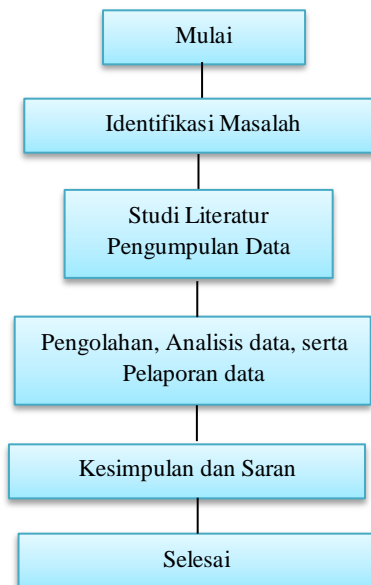 Mulai
Identifikasi Masalah
Studi Literatur
Pengumpulan Data
Pengolahan, Analisis data, serta
Pelaporan data
Kesimpulan dan Saran
Selesai